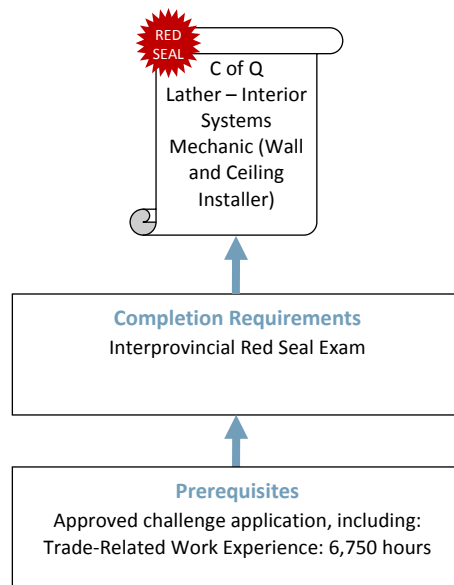 RED
SEAL
C of Q
Lather – Interior
Systems
Mechanic (Wall
and Ceiling
Installer)
Completion Requirements
Interprovincial Red Seal Exam
Prerequisites
Approved challenge application, including:
Trade-Related Work Experience: 6,750 hours